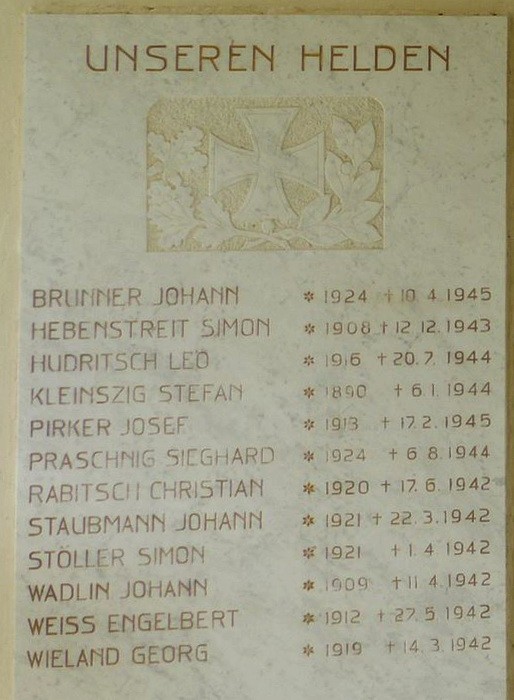 UNSEREN HELDEN
BRUNNER JOHANN * 1924 † 10. 4. 1945
HEBENSTREIT SIMON * 1908 † 12. 12. 1943
HUDRITSCH LEO * 1916 † 20. 7. 1944
KLEINSZIG STEFAN * 1890 † 6. 1. 1944
PIRKER JOSEF * 1913 † 17. 2. 1945
PRASCHNIG SIEGHARD * 1924 † 6. 8. 1944
RABITSCH CHRISTIAN * 1920 † 17. 6. 1942
STAUBMANN JOHANN * 1921 † 22. 3. 1942
STÖLLER SIMON * 1921 † 1. 4. 1942
WADLIN JOHANN * 1909 † 11. 4. 1942
WEISS ENGELBERT * 1912 † 27. 5. 1942
WIELAND GEORG * 1919 † 14. 3. 1942